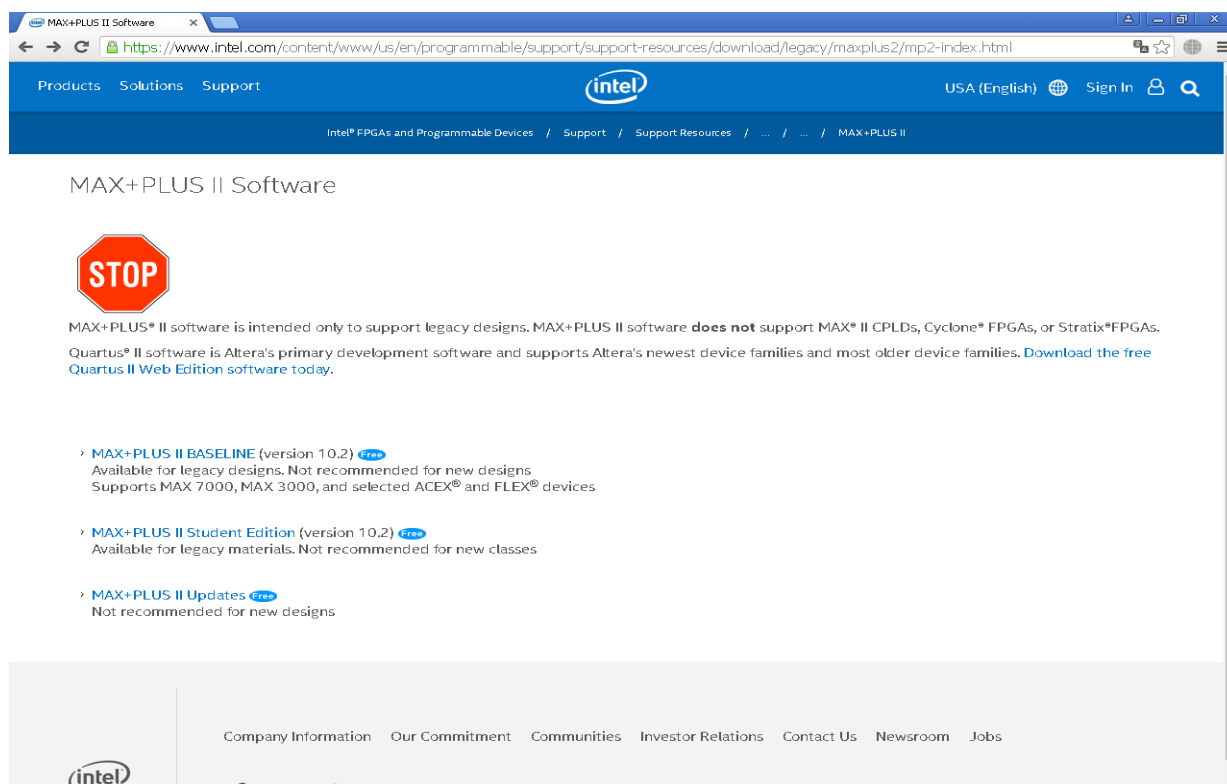 MAX+PLUS II Software
https://www.intel.com/content/www/us/en/programmable/support/support-resources/download/legacy/maxplus2/mp2-index.html
Products Solutions Support intel USA (English) Sign In
Intel® FPGAs and Programmable Devices / Support / Support Resources / ... / ... / MAX+PLUS II
MAX+PLUS II Software
STOP
MAX+PLUS® II software is intended only to support legacy designs. MAX+PLUS II software does not support MAX® II CPLDs, Cyclone® FPGAs, or Stratix®FPGAs.
Quartus® II software is Altera's primary development software and supports Altera's newest device families and most older device families. Download the free
Quartus II Web Edition software today.
› MAX+PLUS II BASELINE (version 10.2) Free
Available for legacy designs. Not recommended for new designs
Supports MAX 7000, MAX 3000, and selected ACEX® and FLEX® devices
› MAX+PLUS II Student Edition (version 10.2) Free
Available for legacy materials. Not recommended for new classes
› MAX+PLUS II Updates Free
Not recommended for new designs
Company Information Our Commitment Communities Investor Relations Contact Us Newsroom Jobs
intel